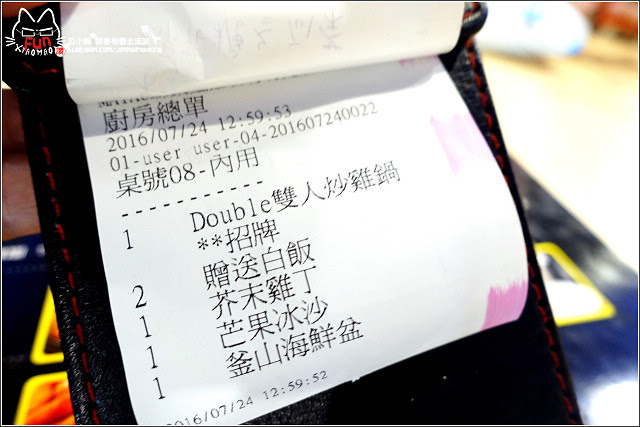 Fun
廚房總單
2016/07/24 12:59:53
01-user user-04-201607240022
桌號08-內用
-----------
1 Double雙人炒雞鍋
**招牌
2 贈送白飯
1 芥末雞丁
1 芒果冰沙
1 釜山海鮮盆
2016/07/24 12:59:52